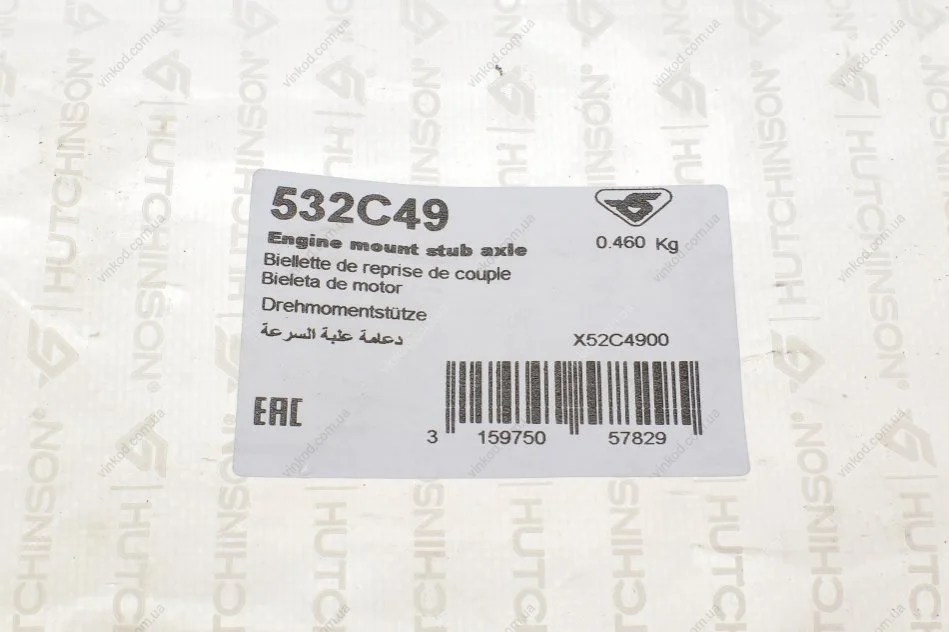 532C49
Engine mount stub axle
Biellette de reprise de couple
Bieleta de motor
Drehmomentstütze
دعامة علبة السرعة
0.460 Kg
X52C4900
EAC
3 159750 57829
HUTCHINSON®
vinkod.com.ua